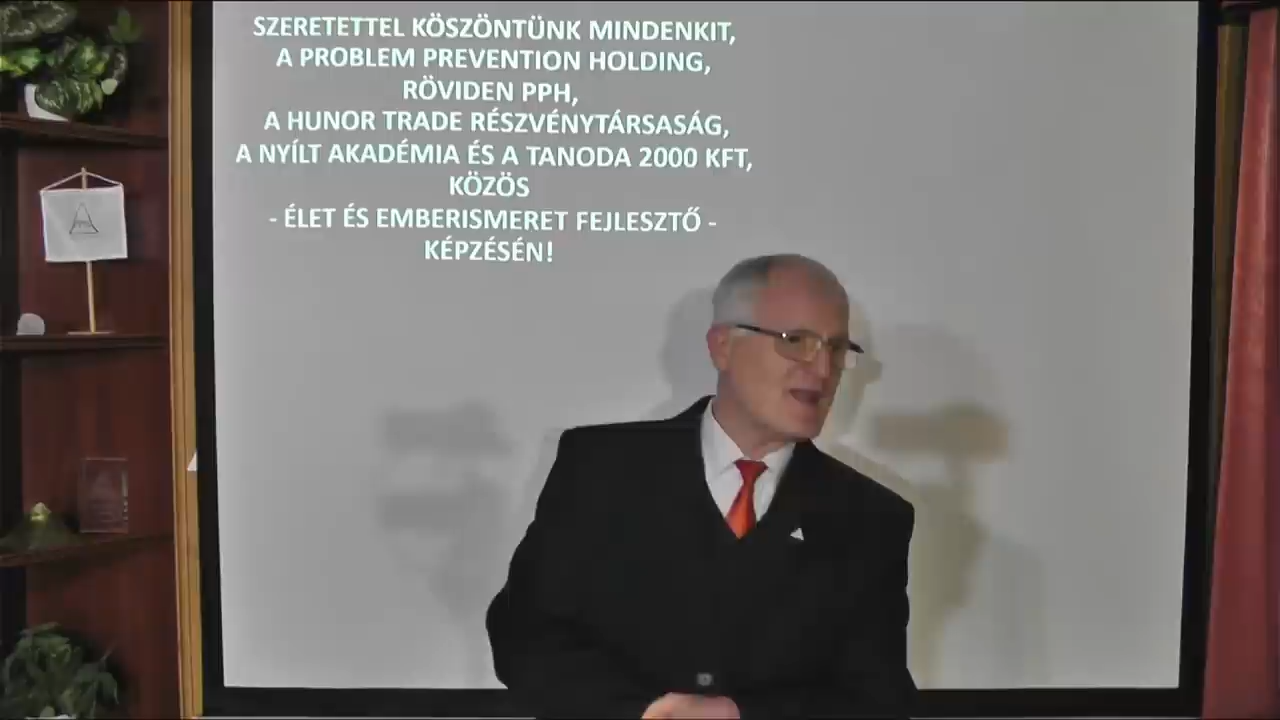 SZERETETTEL KÖSZÖNTÜNK MINDENKIT,
A PROBLEM PREVENTION HOLDING,
RÖVIDEN PPH,
A HUNOR TRADE RÉSZVÉNYTÁRSASÁG,
A NYÍLT AKADÉMIA ÉS A TANODA 2000 KFT,
KÖZÖS
- ÉLET ÉS EMBERISMERET FEJLESZTŐ -
KÉPZÉSÉN!